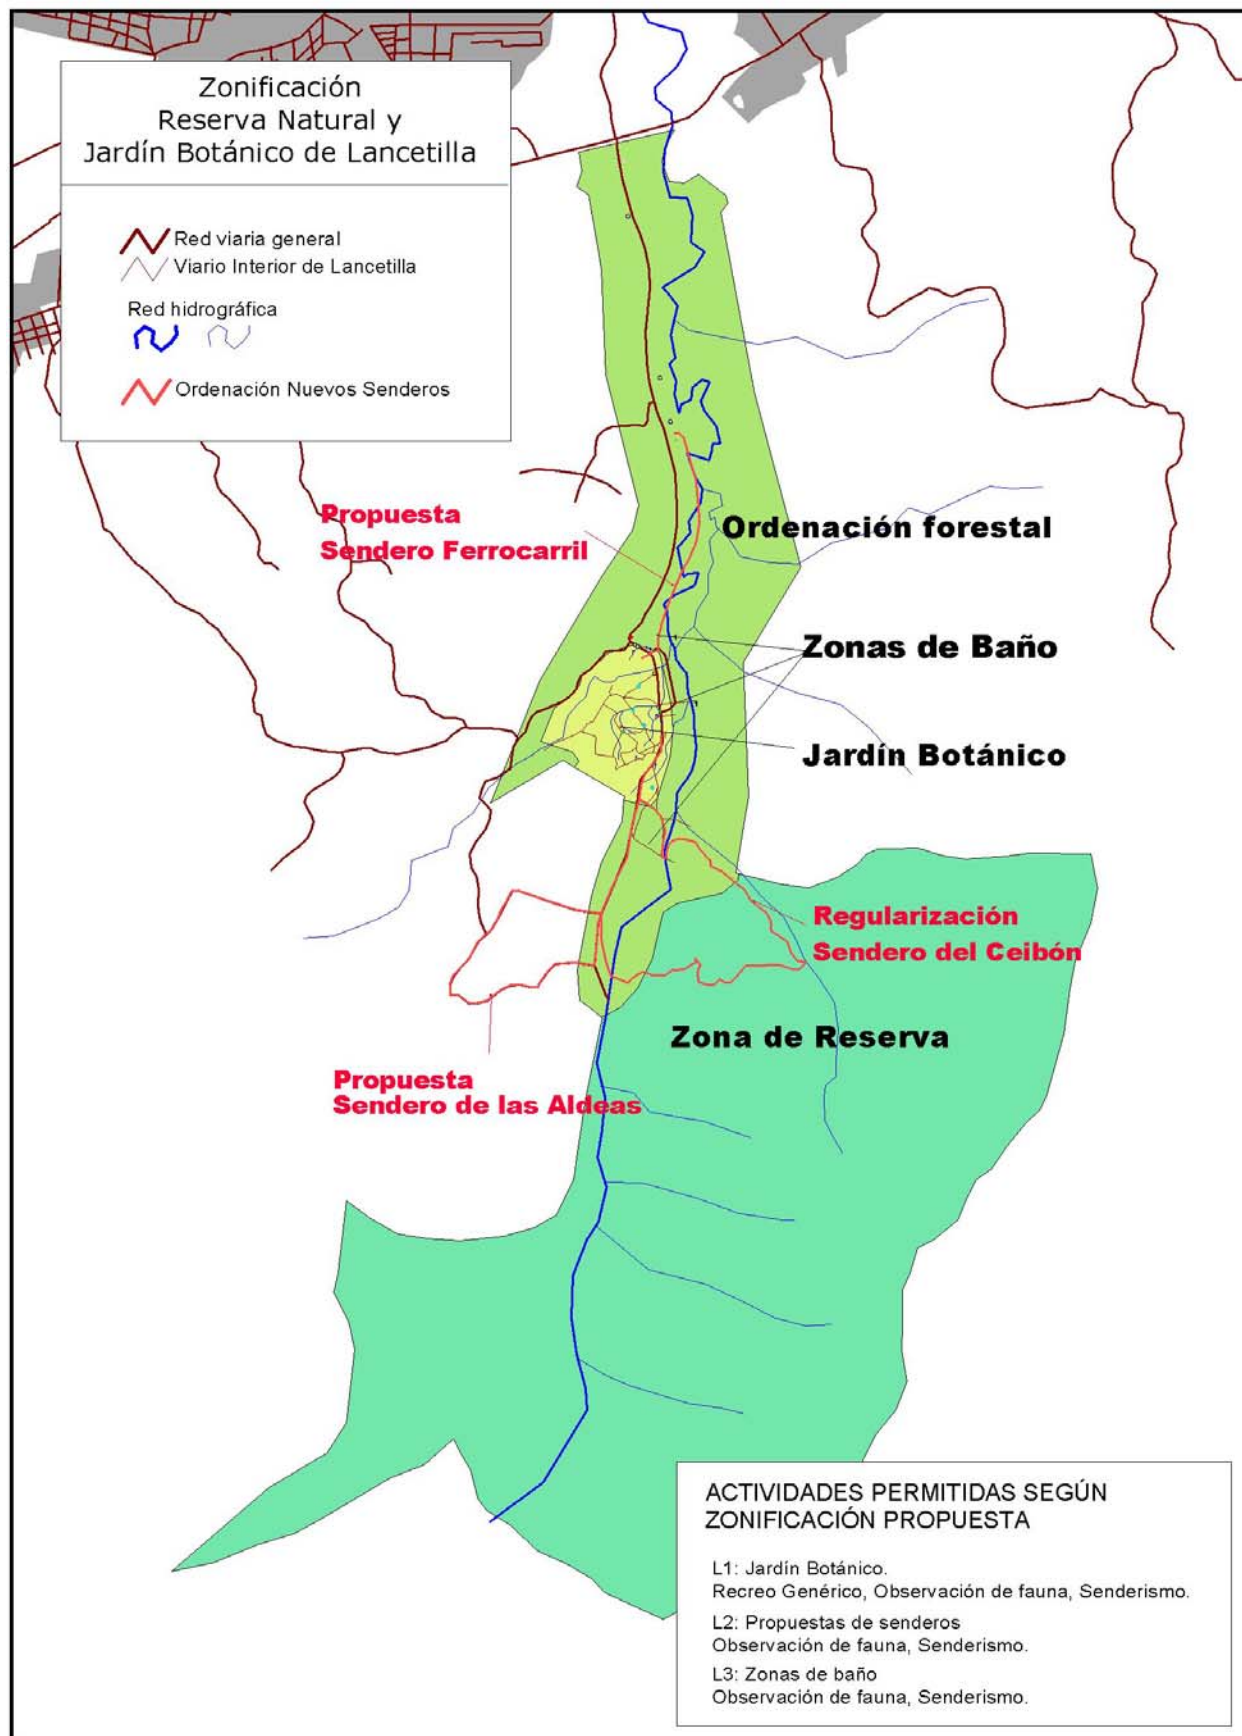 Zonificación
Reserva Natural y
Jardín Botánico de Lancetilla
Red viaria general
Viario Interior de Lancetilla
Red hidrográfica
Ordenación Nuevos Senderos
Propuesta
Sendero Ferrocarril
Ordenación forestal
Zonas de Baño
Jardín Botánico
Regularización
Sendero del Ceibón
Zona de Reserva
Propuesta
Sendero de las Aldeas
ACTIVIDADES PERMITIDAS SEGÚN
ZONIFICACIÓN PROPUESTA
L1: Jardín Botánico.
Recreo Genérico, Observación de fauna, Senderismo.
L2: Propuestas de senderos
Observación de fauna, Senderismo.
L3: Zonas de baño
Observación de fauna, Senderismo.